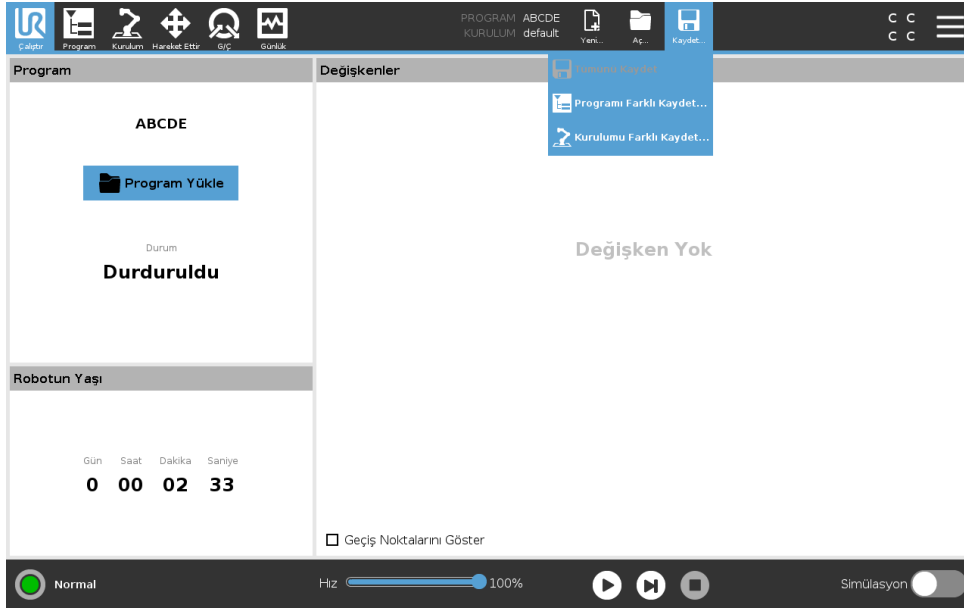 PROGRAM ABCDE
KURULUM default
C C
C C
Çalıştır
Program
Kurulum
Hareket Ettir
G/Ç
Günlük
Yeni...
Aç...
Kaydet...
Program
Değişkenler
Tümünü Kaydet
Programı Farklı Kaydet...
Kurulumu Farklı Kaydet...
ABCDE
Program Yükle
Durum
Durduruldu
Değişken Yok
Robotun Yaşı
Gün Saat Dakika Saniye
0 00 02 33
Geçiş Noktalarını Göster
Normal
Hız
100%
Simülasyon